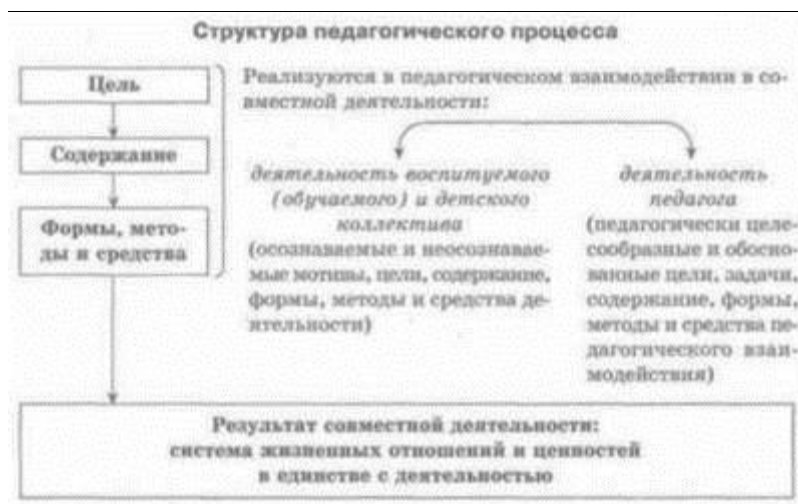 Структура педагогического процесса
Цель
Содержание
Формы, мето-
ды и средства
Реализуются в педагогическом взаимодействии в со-
вместной деятельности:
деятельность воспитуемого
(обучаемого) и детского
коллектива
(осознаваемые и неосознавае-
мые мотивы, цели, содержание,
формы, методы и средства де-
ятельности)
деятельность
педагога
(педагогически целе-
сообразные и обосно-
ванные цели, задачи,
содержание, формы,
методы и средства пе-
дагогического взаи-
модействия)
Результат совместной деятельности:
система жизненных отношений и ценностей
в единстве с деятельностью